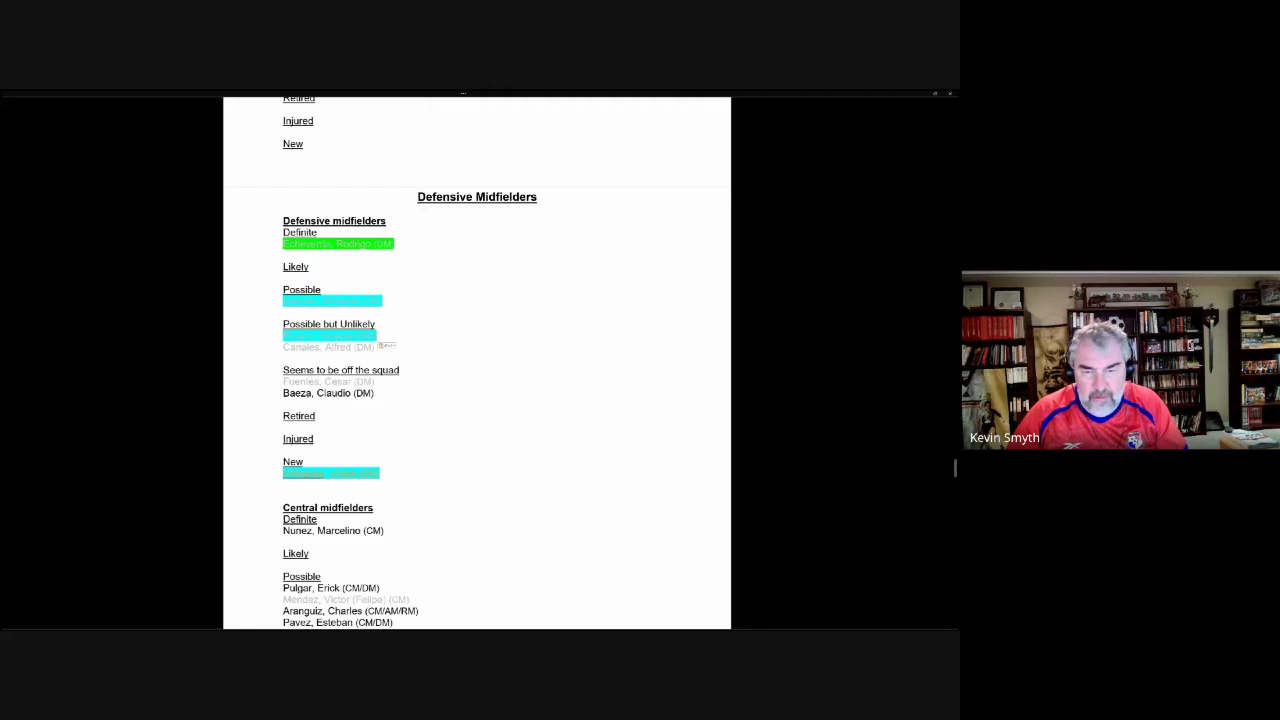 Retired
Injured
New
Defensive Midfielders
Defensive midfielders
Definite
Echeverria, Rodrigo (DM)
Likely
Possible
Possible but Unlikely
Canales, Alfred (DM)
Seems to be off the squad
Fuentes, Cesar (DM)
Baeza, Claudio (DM)
Retired
Injured
New
Central midfielders
Definite
Nunez, Marcelino (CM)
Likely
Possible
Pulgar, Erick (CM/DM)
Mendez, Victor (Felipe) (CM)
Aranguiz, Charles (CM/AM/RM)
Pavez, Esteban (CM/DM)
Kevin Smyth